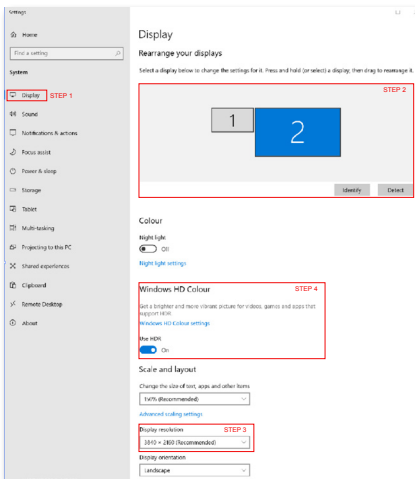 Settings
Home
Find a setting
System
Display
STEP 1
Sound
Notifications & actions
Focus assist
Power & sleep
Storage
Tablet
Multi-tasking
Projecting to this PC
Shared experiences
Clipboard
Remote Desktop
About
Display
Rearrange your displays
Select a display below to change the settings for it. Press and hold (or select) a display, then drag to rearrange it.
STEP 2
1
2
Identify
Detect
Colour
Night light
Off
Night light settings
Windows HD Colour
STEP 4
Get a brighter and more vibrant picture for videos, games and apps that
support HDR.
Windows HD Colour settings
Use HDR
On
Scale and layout
Change the size of text, apps and other items
150% (Recommended)
Advanced scaling settings
Display resolution
STEP 3
3840 × 2160 (Recommended)
Display orientation
Landscape